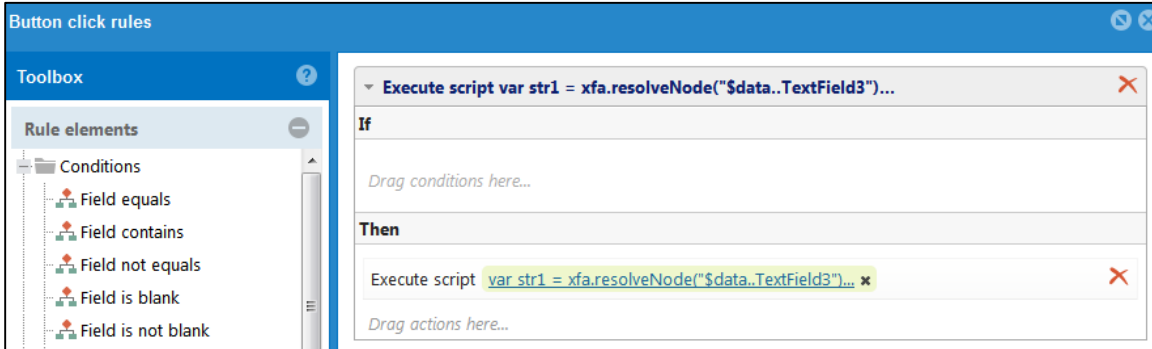 Button click rules
Toolbox
Rule elements
Conditions
Field equals
Field contains
Field not equals
Field is blank
Field is not blank
Execute script var str1 = xfa.resolveNode("$data..TextField3")...
If
Drag conditions here...
Then
Execute script var str1 = xfa.resolveNode("$data..TextField3")...
Drag actions here...